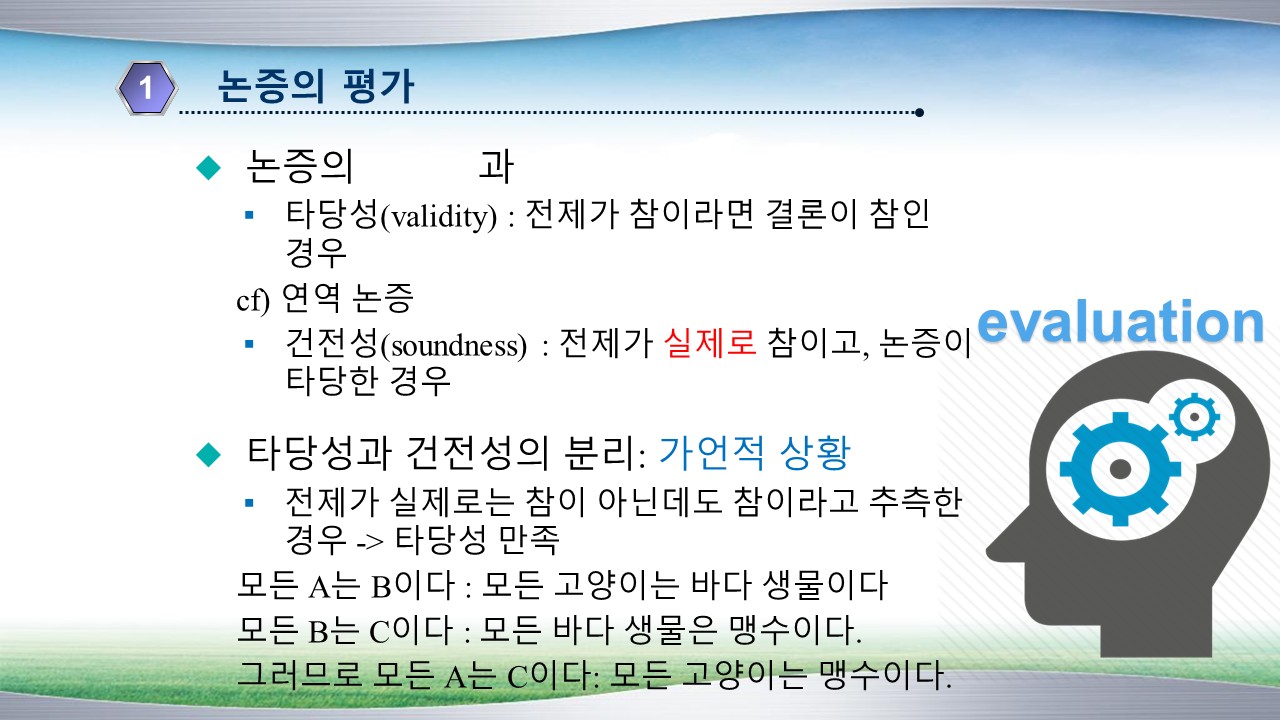 1 논증의 평가
논증의 과
타당성(validity) : 전제가 참이라면 결론이 참인
경우
cf) 연역 논증
건전성(soundness) : 전제가 실제로 참이고, 논증이
타당한 경우
evaluation
타당성과 건전성의 분리: 가언적 상황
전제가 실제로는 참이 아닌데도 참이라고 추측한
경우 -> 타당성 만족
모든 A는 B이다 : 모든 고양이는 바다 생물이다
모든 B는 C이다 : 모든 바다 생물은 맹수이다.
그러므로 모든 A는 C이다: 모든 고양이는 맹수이다.